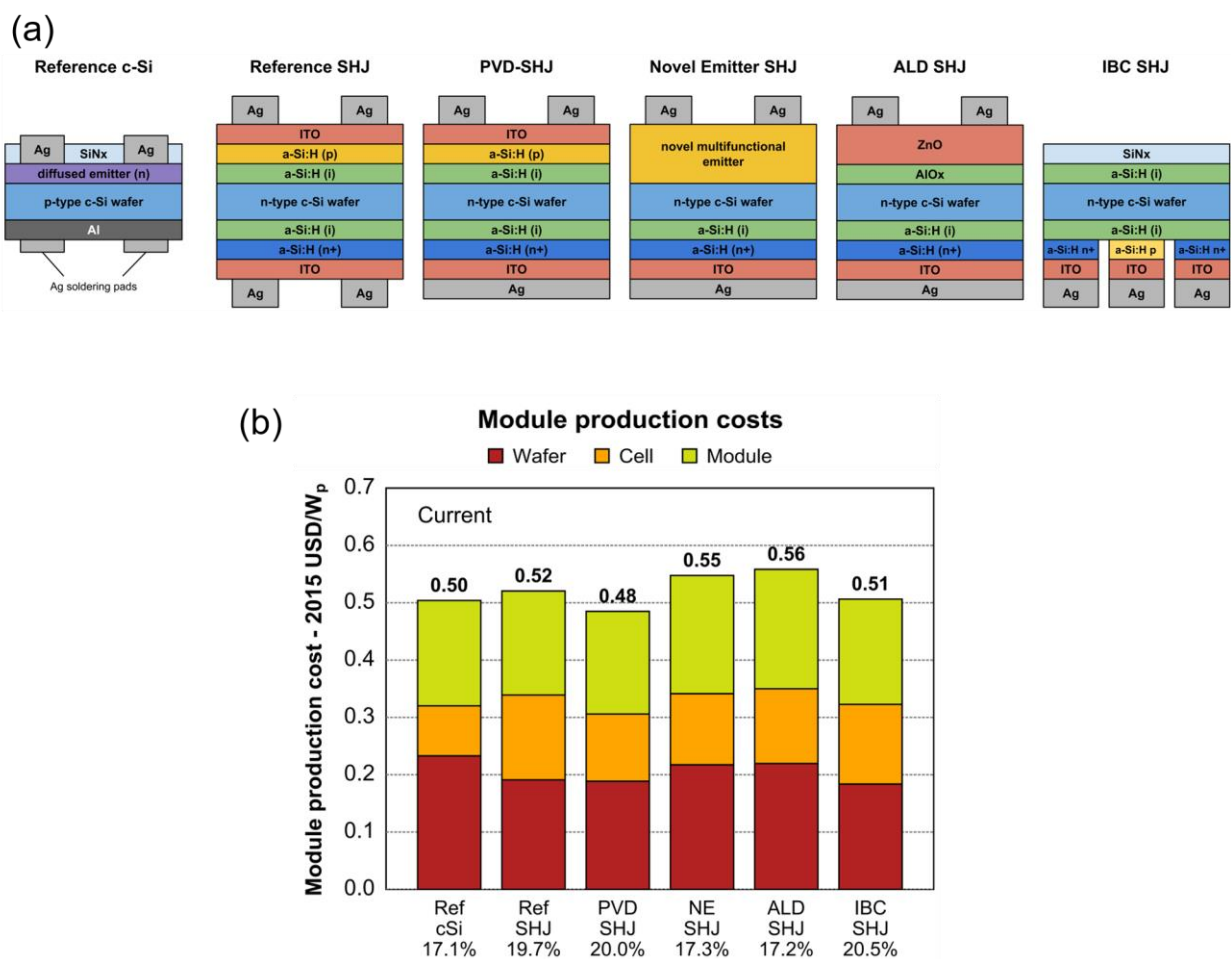 (a)
Reference c-Si
Ag
Ag
SiNx
diffused emitter (n)
p-type c-Si wafer
Al
Ag soldering pads
Reference SHJ
Ag
Ag
ITO
a-Si:H (p)
a-Si:H (i)
n-type c-Si wafer
a-Si:H (i)
a-Si:H (n+)
ITO
Ag
Ag
PVD-SHJ
Ag
Ag
ITO
a-Si:H (p)
a-Si:H (i)
n-type c-Si wafer
a-Si:H (i)
a-Si:H (n+)
ITO
Ag
Novel Emitter SHJ
Ag
Ag
novel multifunctional
emitter
n-type c-Si wafer
a-Si:H (i)
a-Si:H (n+)
ITO
Ag
ALD SHJ
Ag
Ag
ZnO
AlOx
n-type c-Si wafer
a-Si:H (i)
a-Si:H (n+)
ITO
Ag
IBC SHJ
SiNx
a-Si:H (i)
n-type c-Si wafer
a-Si:H (i)
a-Si:H n+
a-Si:H p
a-Si:H n+
ITO
ITO
ITO
Ag
Ag
Ag
(b)
Module production costs
Wafer
Cell
Module
Module production cost - 2015 USD/Wp
0.7
0.6
0.5
0.4
0.3
0.2
0.1
0.0
Current
0.50
0.52
0.48
0.55
0.56
0.51
Ref
cSi
17.1%
Ref
SHJ
19.7%
PVD
SHJ
20.0%
NE
SHJ
17.3%
ALD
SHJ
17.2%
IBC
SHJ
20.5%